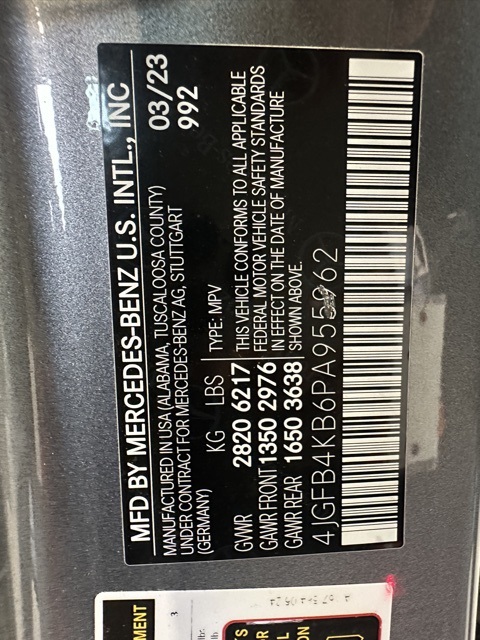 MFD BY MERCEDES-BENZ U.S. INTL., INC
MANUFACTURED IN USA (ALABAMA, TUSCALOOSA COUNTY)
UNDER CONTRACT FOR MERCEDES-BENZ AG, STUTTGART
(GERMANY)
03/23
992
KG LBS TYPE: MPV
GVWR 2820 6217
GAWR FRONT 1350 2976
GAWR REAR 1650 3638
THIS VEHICLE CONFORMS TO ALL APPLICABLE
FEDERAL MOTOR VEHICLE SAFETY STANDARDS
IN EFFECT ON THE DATE OF MANUFACTURE
SHOWN ABOVE.